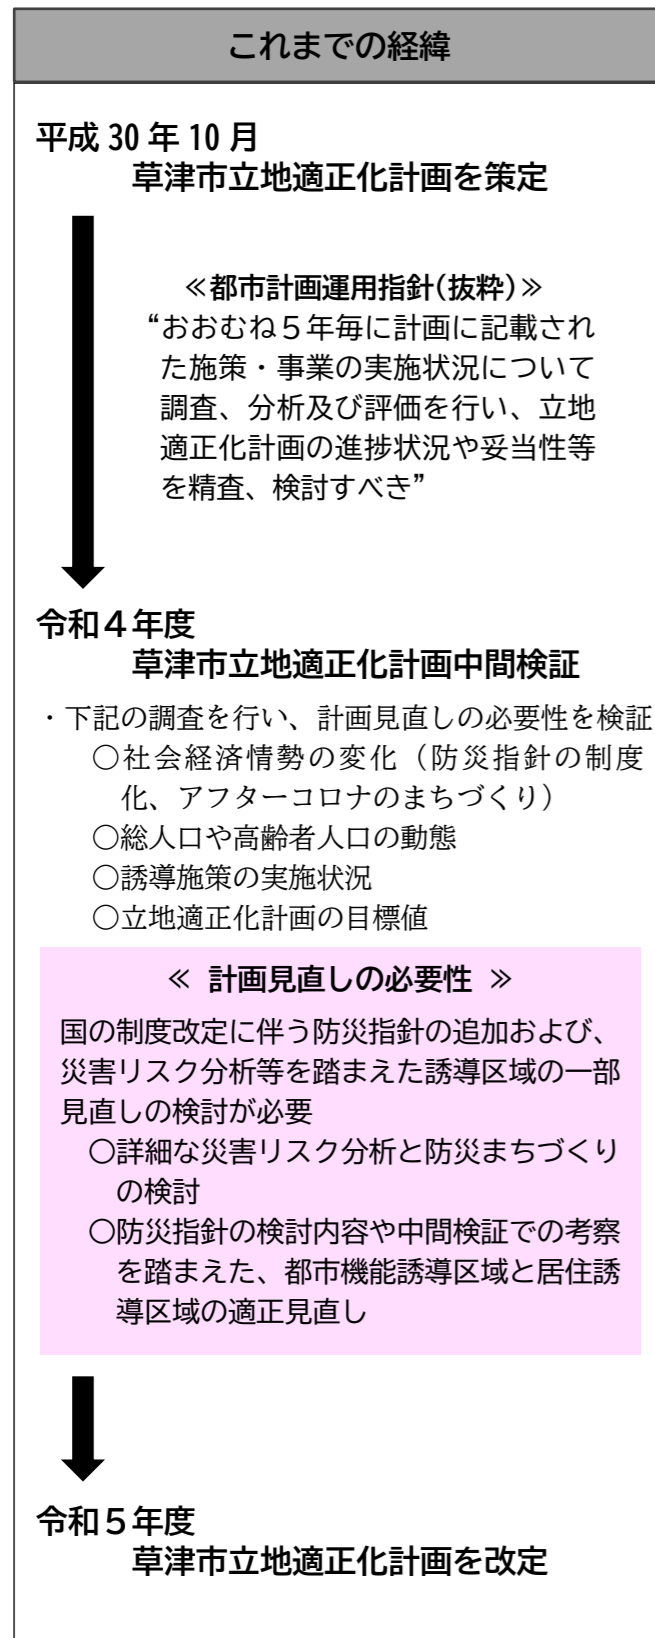 これまでの経緯
平成 30 年 10 月
草津市立地適正化計画を策定
≪都市計画運用指針(抜粋)≫
“おおむね５年毎に計画に記載され
た施策・事業の実施状況について
調査、分析及び評価を行い、立地
適正化計画の進捗状況や妥当性等
を精査、検討すべき”
令和４年度
草津市立地適正化計画中間検証
・下記の調査を行い、計画見直しの必要性を検証
○社会経済情勢の変化（防災指針の制度
化、アフターコロナのまちづくり）
○総人口や高齢者人口の動態
○誘導施策の実施状況
○立地適正化計画の目標値
≪ 計画見直しの必要性 ≫
国の制度改定に伴う防災指針の追加および、
災害リスク分析等を踏まえた誘導区域の一部
見直しの検討が必要
○詳細な災害リスク分析と防災まちづくり
の検討
○防災指針の検討内容や中間検証での考察
を踏まえた、都市機能誘導区域と居住誘
導区域の適正見直し
令和５年度
草津市立地適正化計画を改定